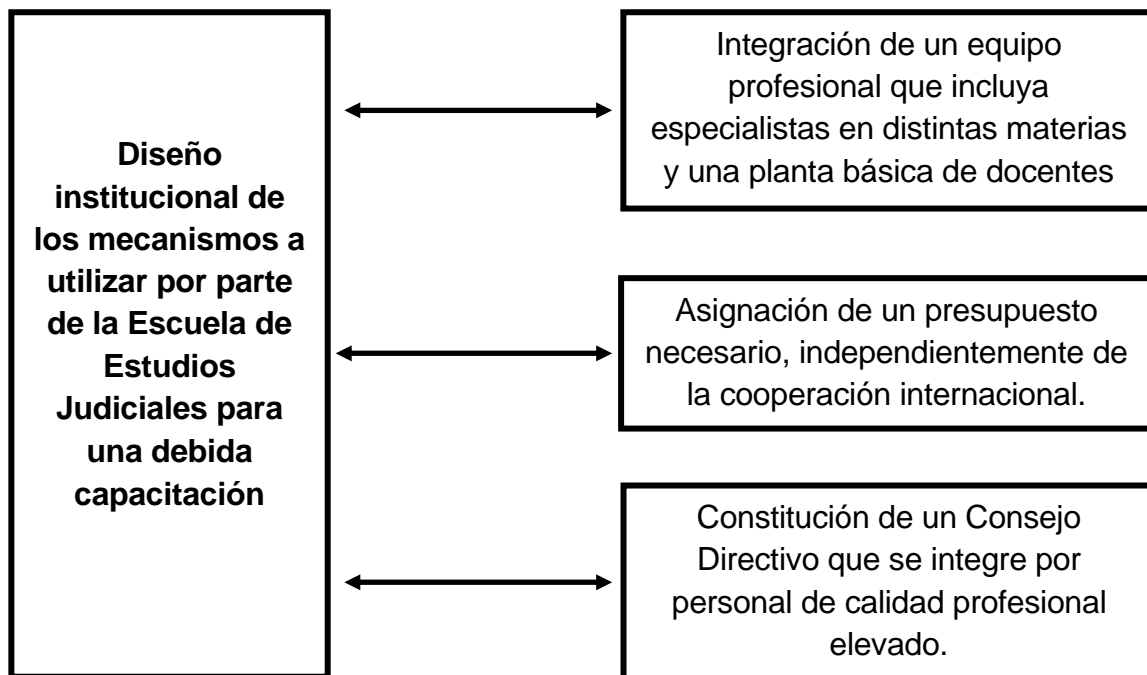 Diseño
institucional de
los mecanismos a
utilizar por parte
de la Escuela de
Estudios
Judiciales para
una debida
capacitación
Integración de un equipo
profesional que incluya
especialistas en distintas materias
y una planta básica de docentes
Asignación de un presupuesto
necesario, independientemente de
la cooperación internacional.
Constitución de un Consejo
Directivo que se integre por
personal de calidad profesional
elevado.